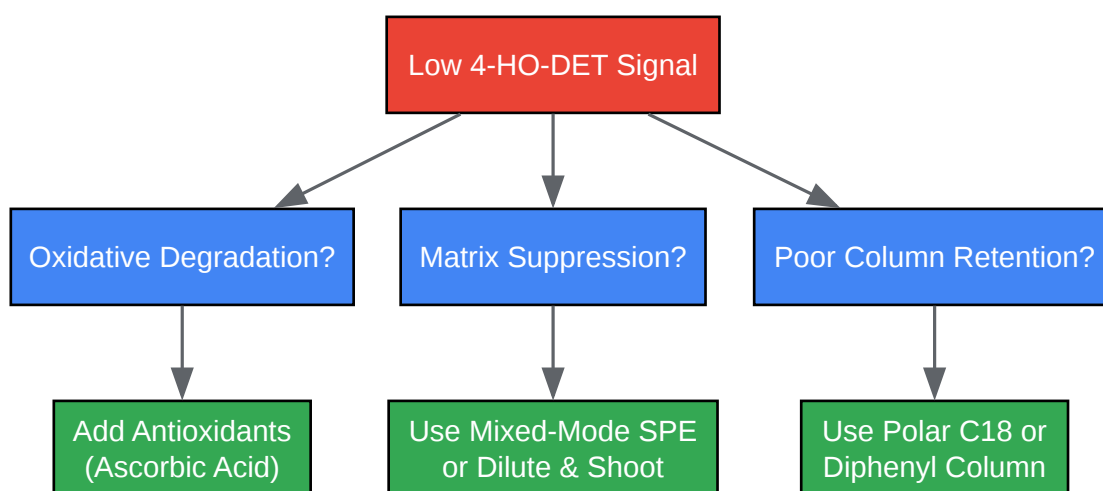 Low 4-HO-DET Signal
Oxidative Degradation?
Matrix Suppression?
Poor Column Retention?
Add Antioxidants
(Ascorbic Acid)
Use Mixed-Mode SPE
or Dilute & Shoot
Use Polar C18 or
Diphenyl Column